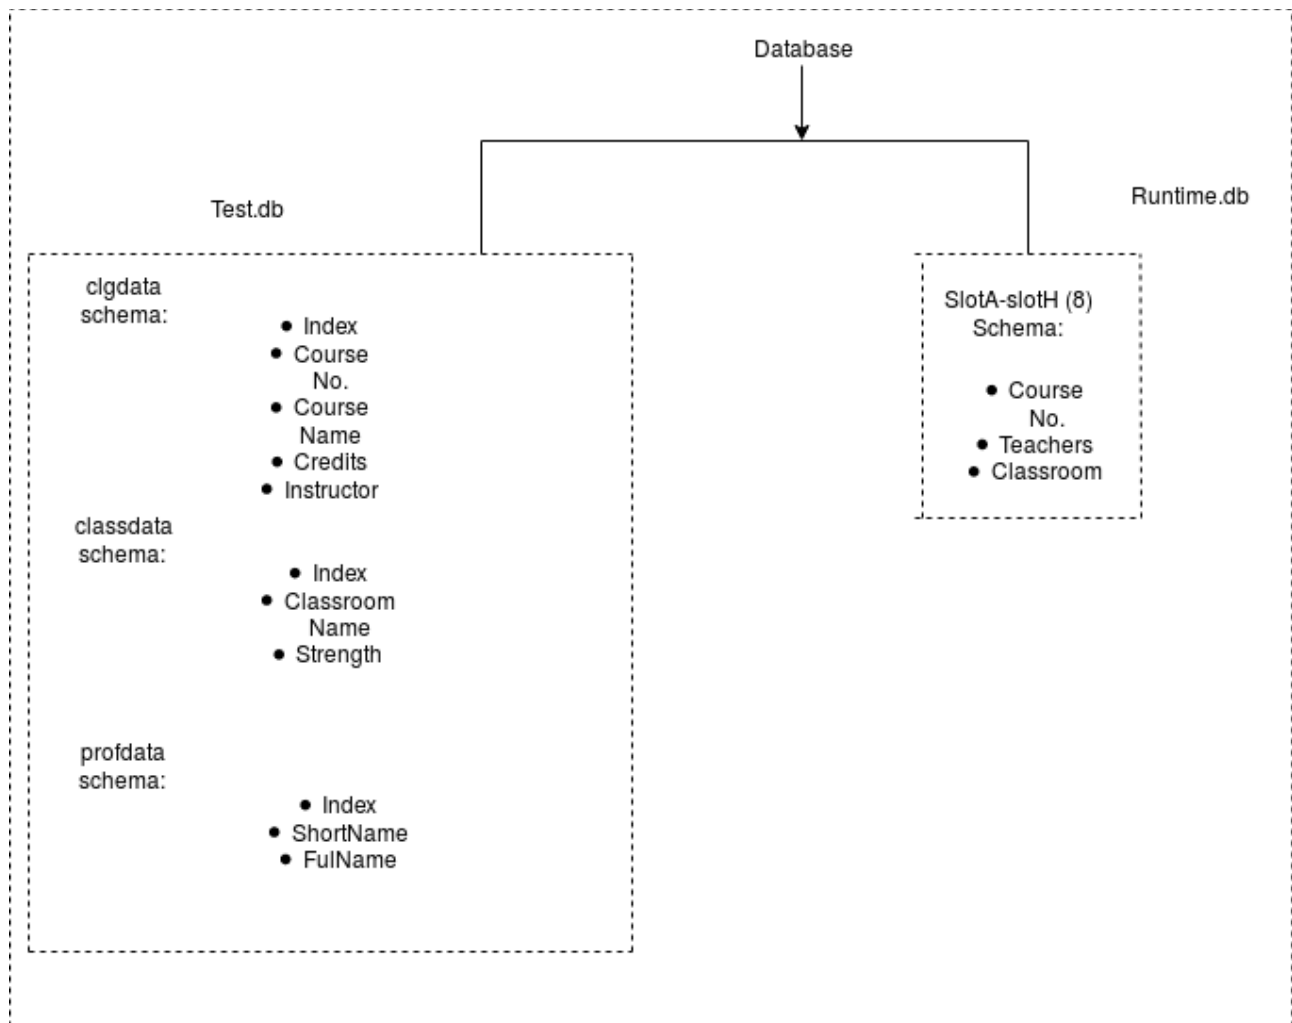 Database
Test.db
Runtime.db
clgdata
schema:
● Index
● Course
No.
● Course
Name
● Credits
● Instructor
classdata
schema:
● Index
● Classroom
Name
● Strength
profdata
schema:
● Index
● ShortName
● FulName
SlotA-slotH (8)
Schema:
● Course
No.
● Teachers
● Classroom